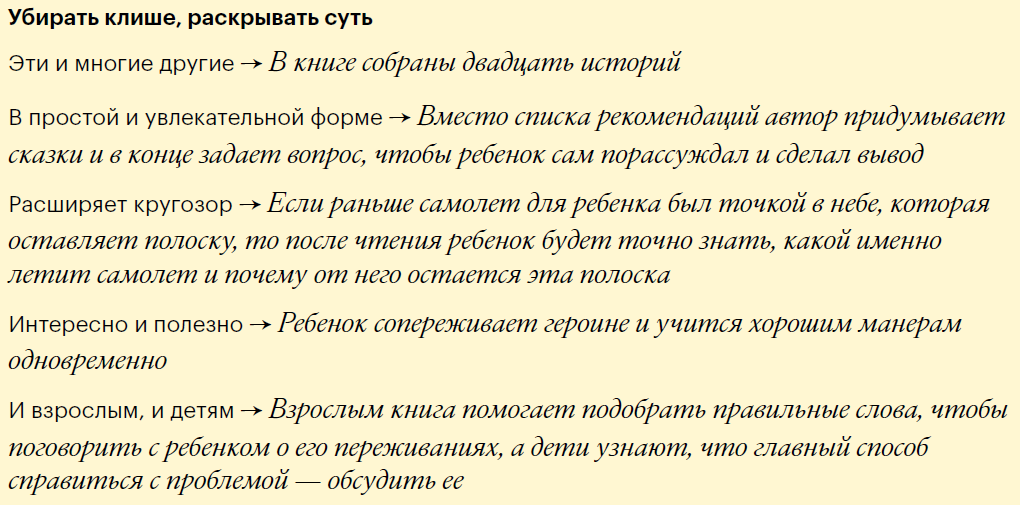 Убирать клише, раскрывать суть
Эти и многие другие → В книге собраны двадцать историй
В простой и увлекательной форме → Вместо списка рекомендаций автор придумывает
сказки и в конце задает вопрос, чтобы ребенок сам порассуждал и сделал вывод
Расширяет кругозор → Если раньше самолет для ребенка был точкой в небе, которая
оставляет полоску, то после чтения ребенок будет точно знать, какой именно
летит самолет и почему от него остается эта полоска
Интересно и полезно → Ребенок сопереживает героине и учится хорошим манерам
одновременно
И взрослым, и детям → Взрослым книга помогает подобрать правильные слова, чтобы
поговорить с ребенком о его переживаниях, а дети узнают, что главный способ
справиться с проблемой — обсудить ее